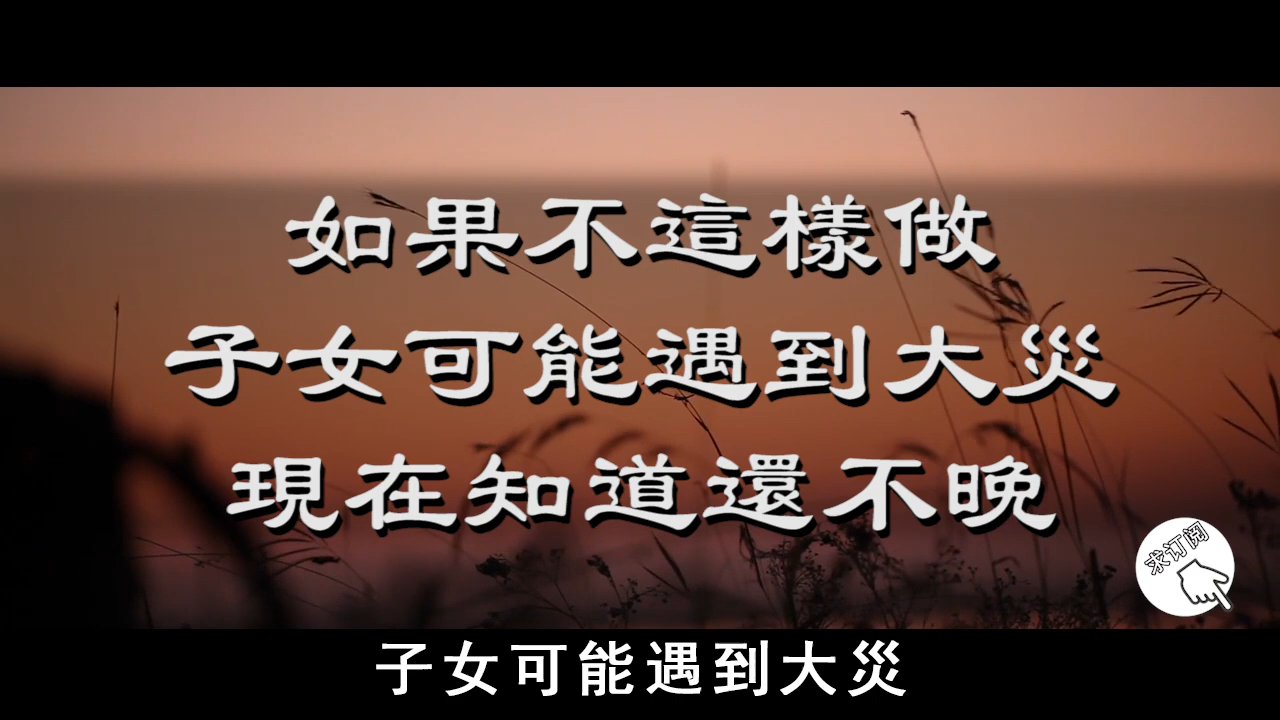 如果不這樣做
子女可能遇到大災
現在知道還不晚
求订阅
子女可能遇到大災